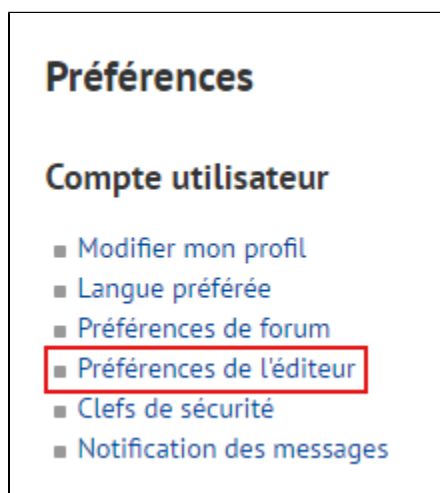 Préférences
Compte utilisateur
Modifier mon profil
Langue préférée
Préférences de forum
Préférences de l'éditeur
Clefs de sécurité
Notification des messages